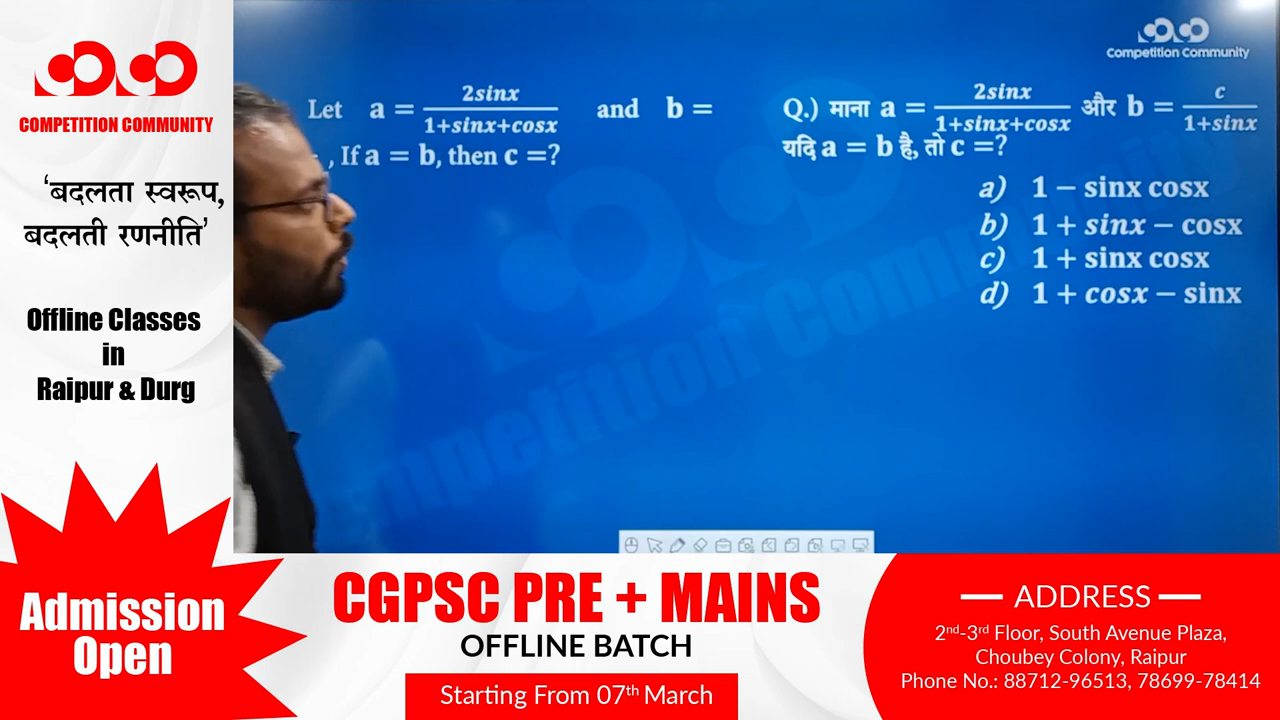 COMPETITION COMMUNITY
‘बदलता स्वरूप,
बदलती रणनीति’
Offline Classes
in
Raipur & Durg
Admission
Open
Competition Community
Let a = 2sinx / 1+sinx+cosx and b =
, If a = b, then c =?
Q.) माना a = 2sinx / 1+sinx+cosx और b = c / 1+sinx
यदि a = b है, तो c =?
a) 1 − sinx cosx
b) 1 + sinx − cosx
c) 1 + sinx cosx
d) 1 + cosx − sinx
Competition Community
CGPSC PRE + MAINS
OFFLINE BATCH
Starting From 07th March
ADDRESS
2nd-3rd Floor, South Avenue Plaza,
Choubey Colony, Raipur
Phone No.: 88712-96513, 78699-78414